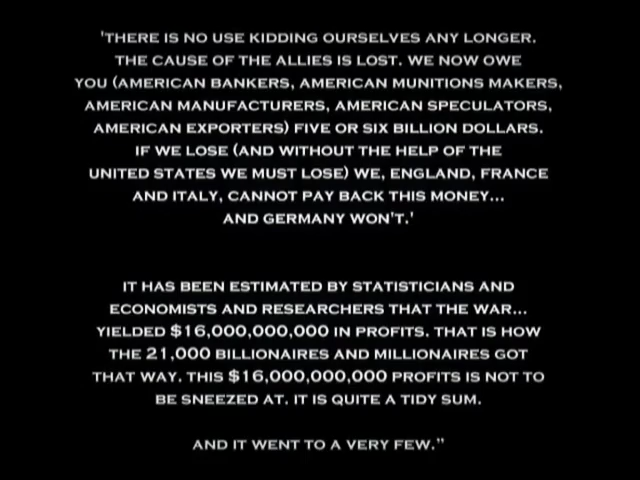 'THERE IS NO USE KIDDING OURSELVES ANY LONGER.
THE CAUSE OF THE ALLIES IS LOST. WE NOW OWE
YOU (AMERICAN BANKERS, AMERICAN MUNITIONS MAKERS,
AMERICAN MANUFACTURERS, AMERICAN SPECULATORS,
AMERICAN EXPORTERS) FIVE OR SIX BILLION DOLLARS.
IF WE LOSE (AND WITHOUT THE HELP OF THE
UNITED STATES WE MUST LOSE) WE, ENGLAND, FRANCE
AND ITALY, CANNOT PAY BACK THIS MONEY...
AND GERMANY WON'T.'
IT HAS BEEN ESTIMATED BY STATISTICIANS AND
ECONOMISTS AND RESEARCHERS THAT THE WAR...
YIELDED $16,000,000,000 IN PROFITS. THAT IS HOW
THE 21,000 BILLIONAIRES AND MILLIONAIRES GOT
THAT WAY. THIS $16,000,000,000 PROFITS IS NOT TO
BE SNEEZED AT. IT IS QUITE A TIDY SUM.
AND IT WENT TO A VERY FEW.”